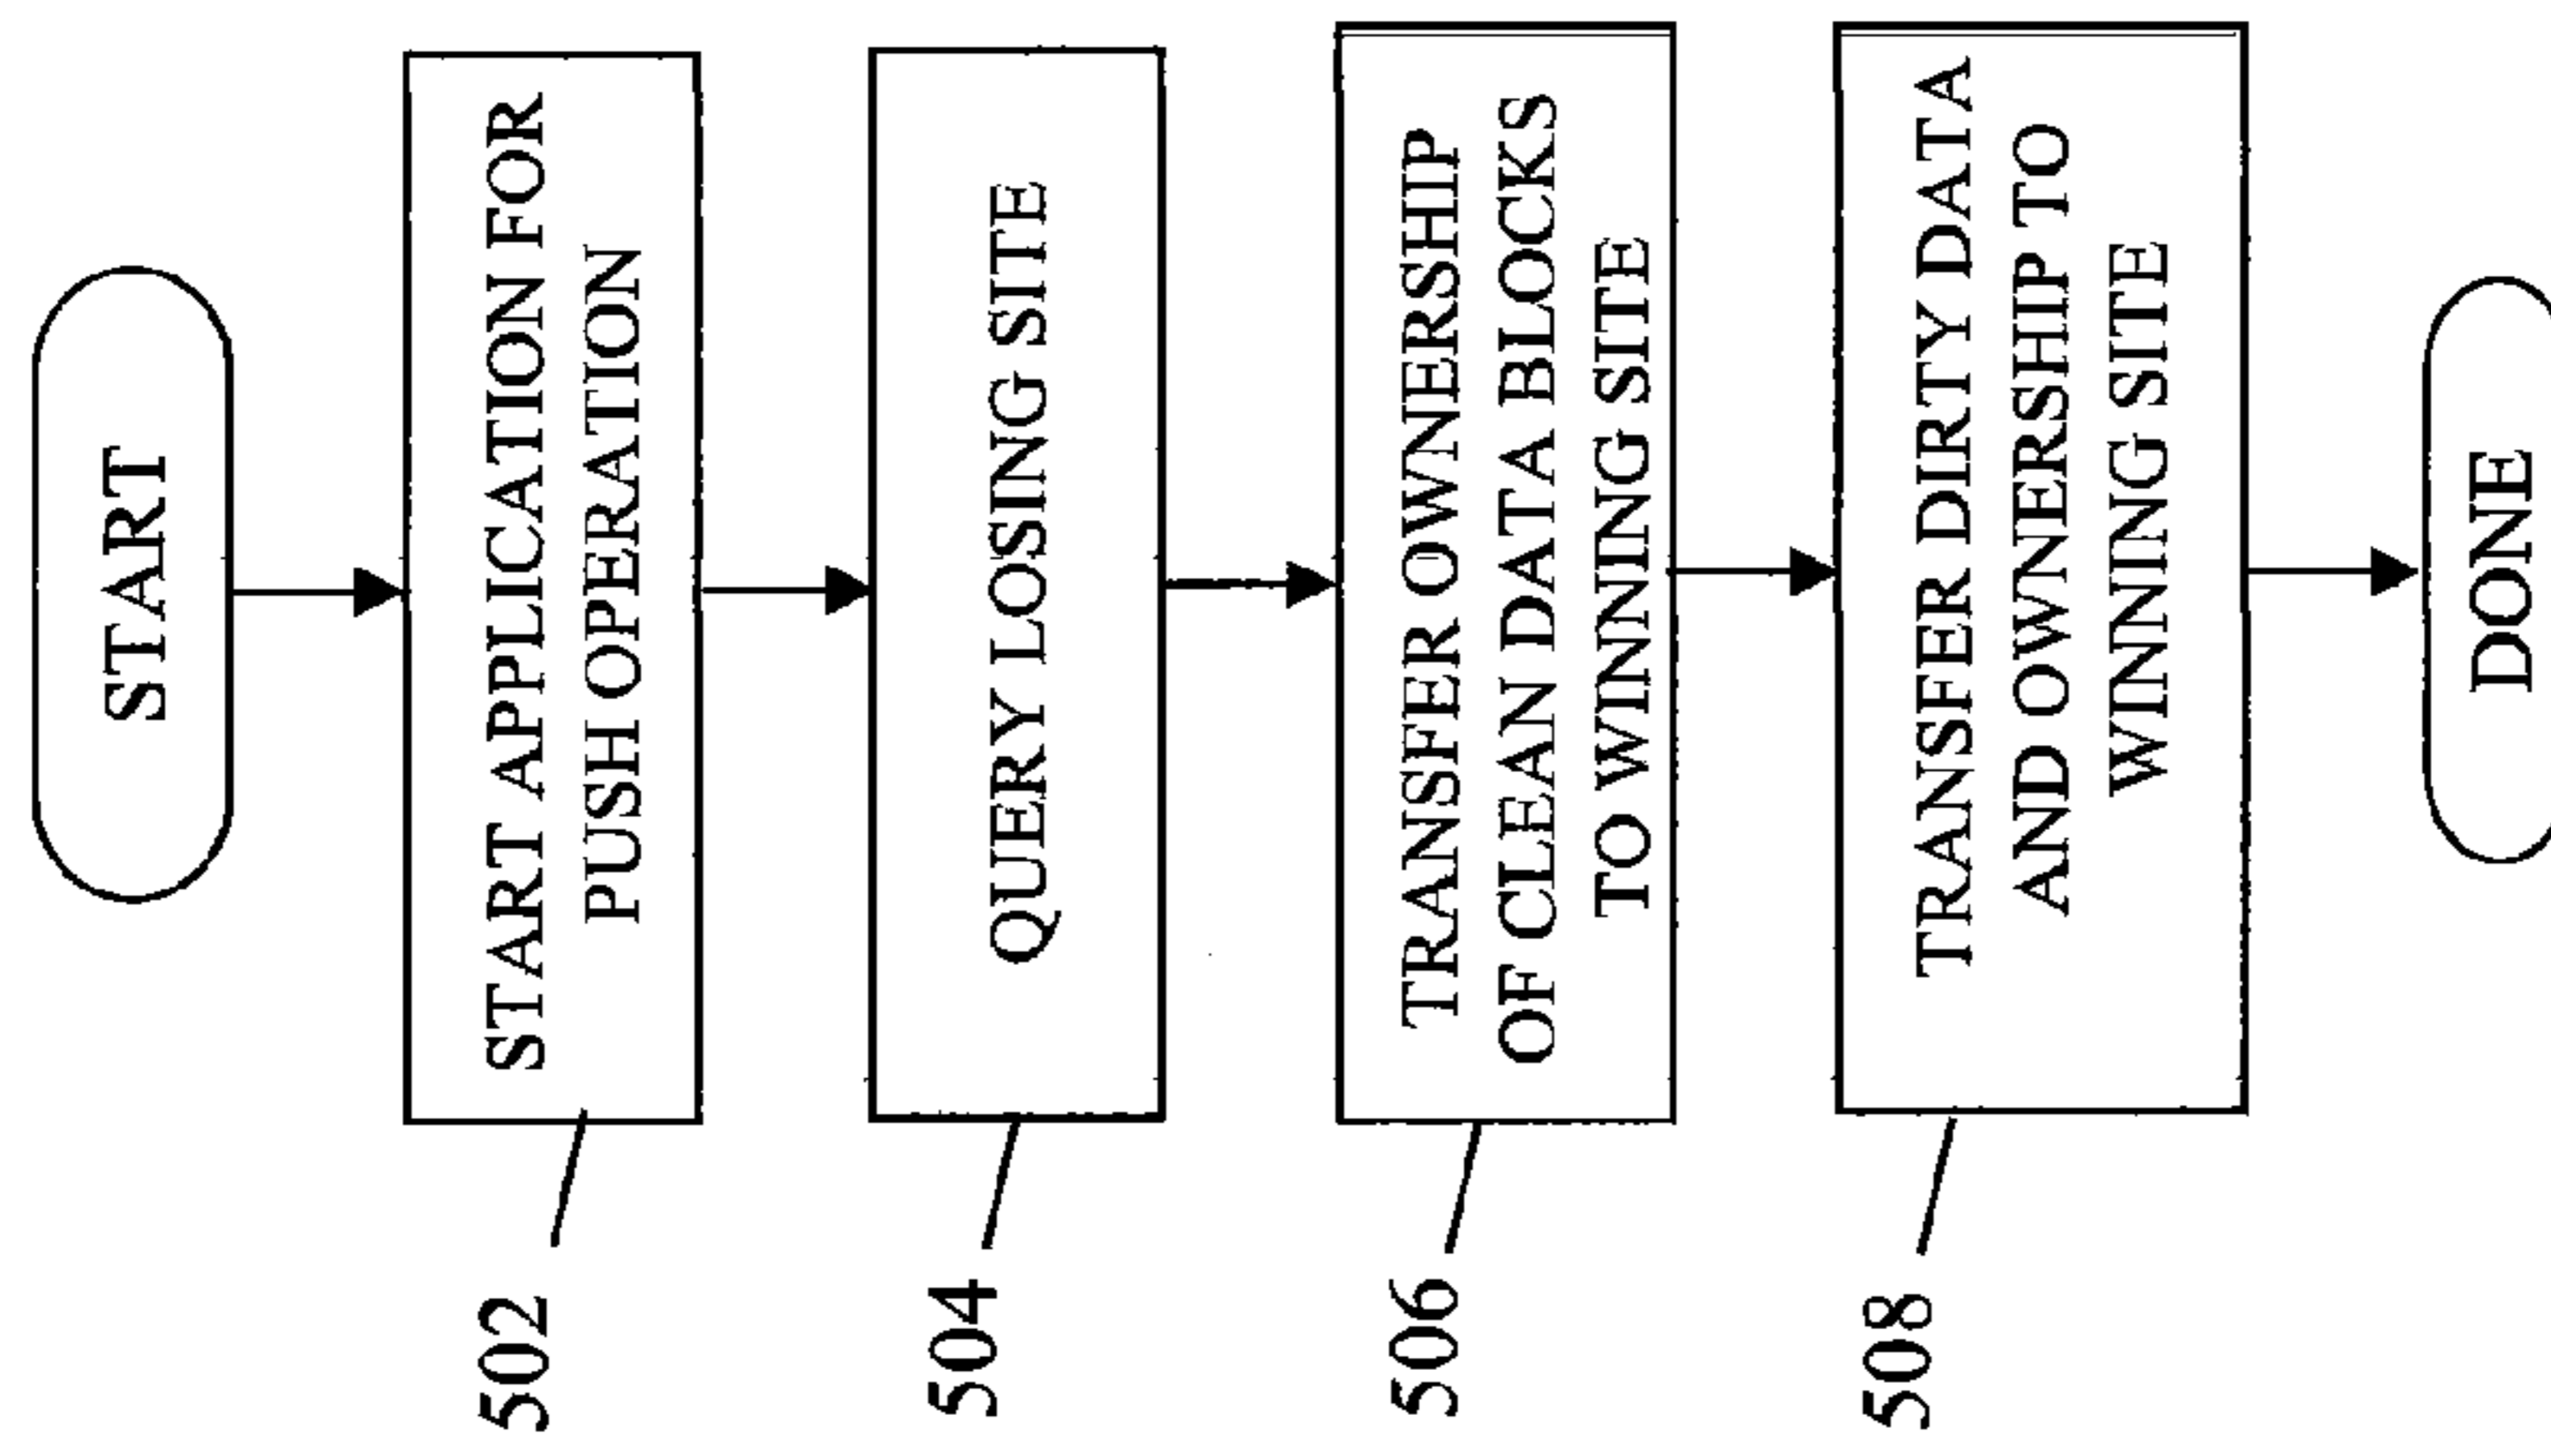 START
START APPLICATION FOR
PUSH OPERATION
502
QUERY LOSING SITE
504
TRANSFER OWNERSHIP
OF CLEAN DATA BLOCKS
TO WINNING SITE
506
TRANSFER DIRTY DATA
AND OWNERSHIP TO
WINNING SITE
508
DONE